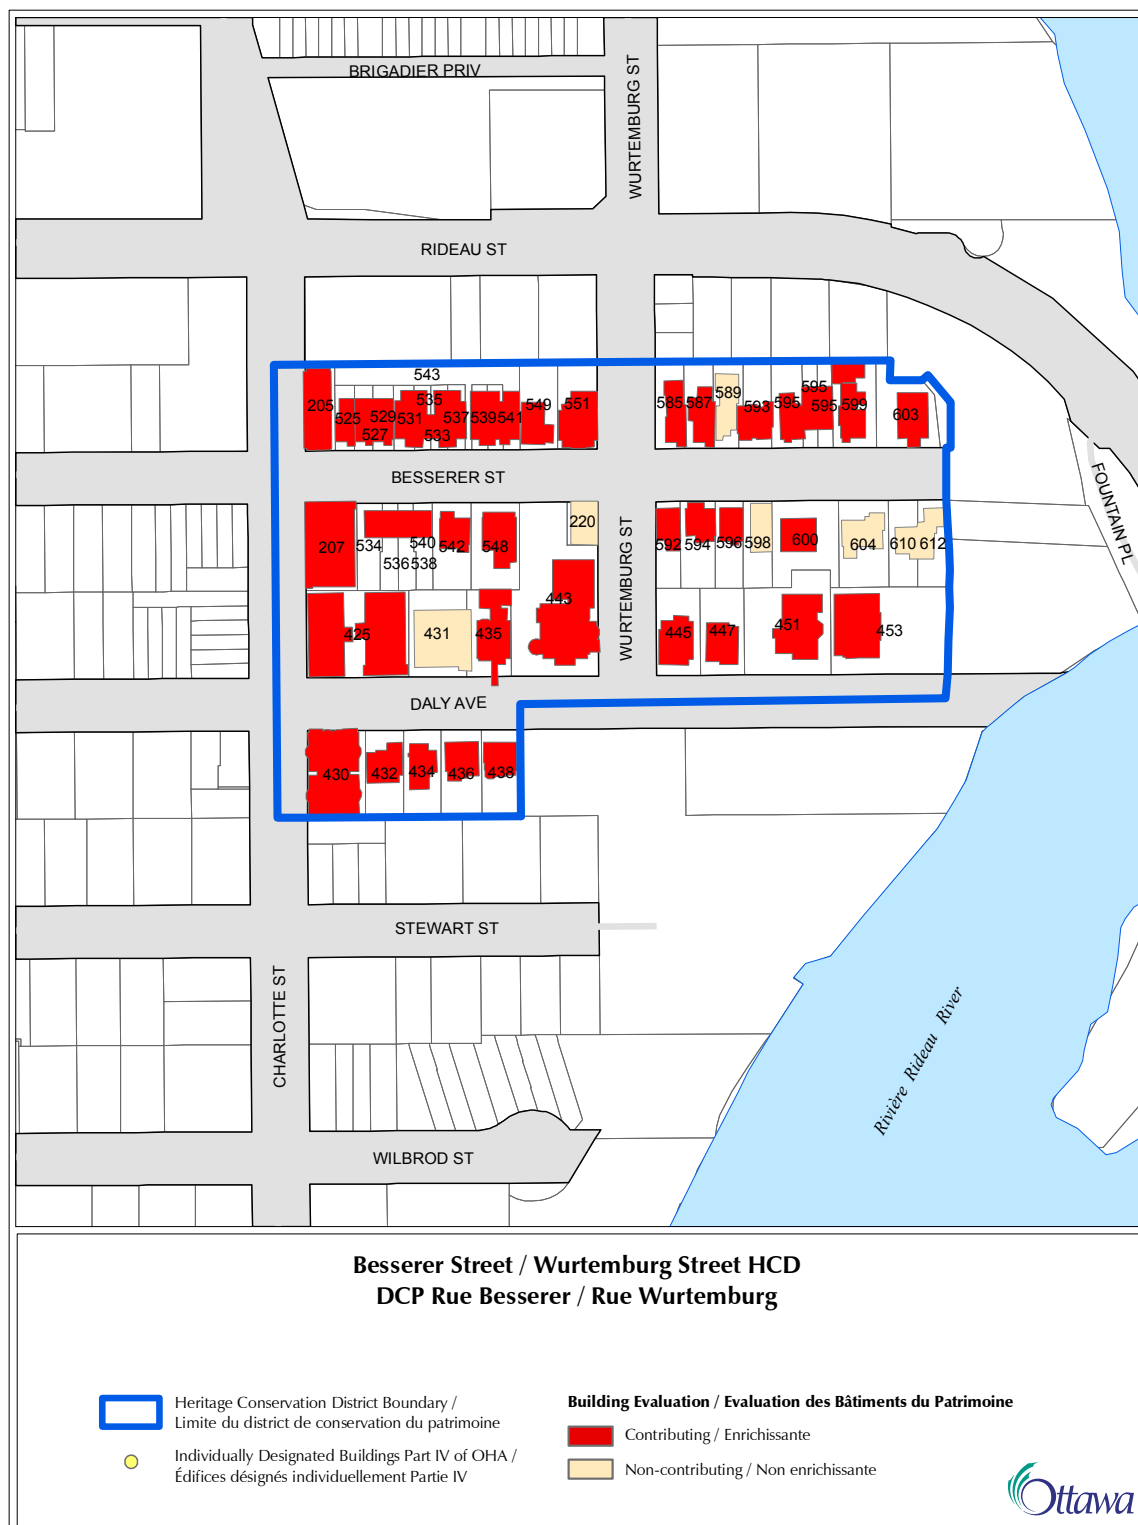 BRIGADIER PRIV
WURTEMBURG ST
RIDEAU ST
543
205
525
529
527
531
535
533
537
539
541
549
551
585
587
589
593
595
595
595
599
603
BESSERER ST
FOUNTAIN PL
207
534
536
540
538
542
548
220
592
594
596
598
600
604
610
612
WURTEMBURG ST
425
431
435
443
445
447
451
453
DALY AVE
430
432
434
436
438
STEWART ST
CHARLOTTE ST
Rivière Rideau River
WILBROD ST
Besserer Street / Wurtemburg Street HCD
DCP Rue Besserer / Rue Wurtemburg
Heritage Conservation District Boundary /
Limite du district de conservation du patrimoine
Individually Designated Buildings Part IV of OHA /
Édifices désignés individuellement Partie IV
Building Evaluation / Evaluation des Bâtiments du Patrimoine
Contributing / Enrichissante
Non-contributing / Non enrichissante
Ottawa